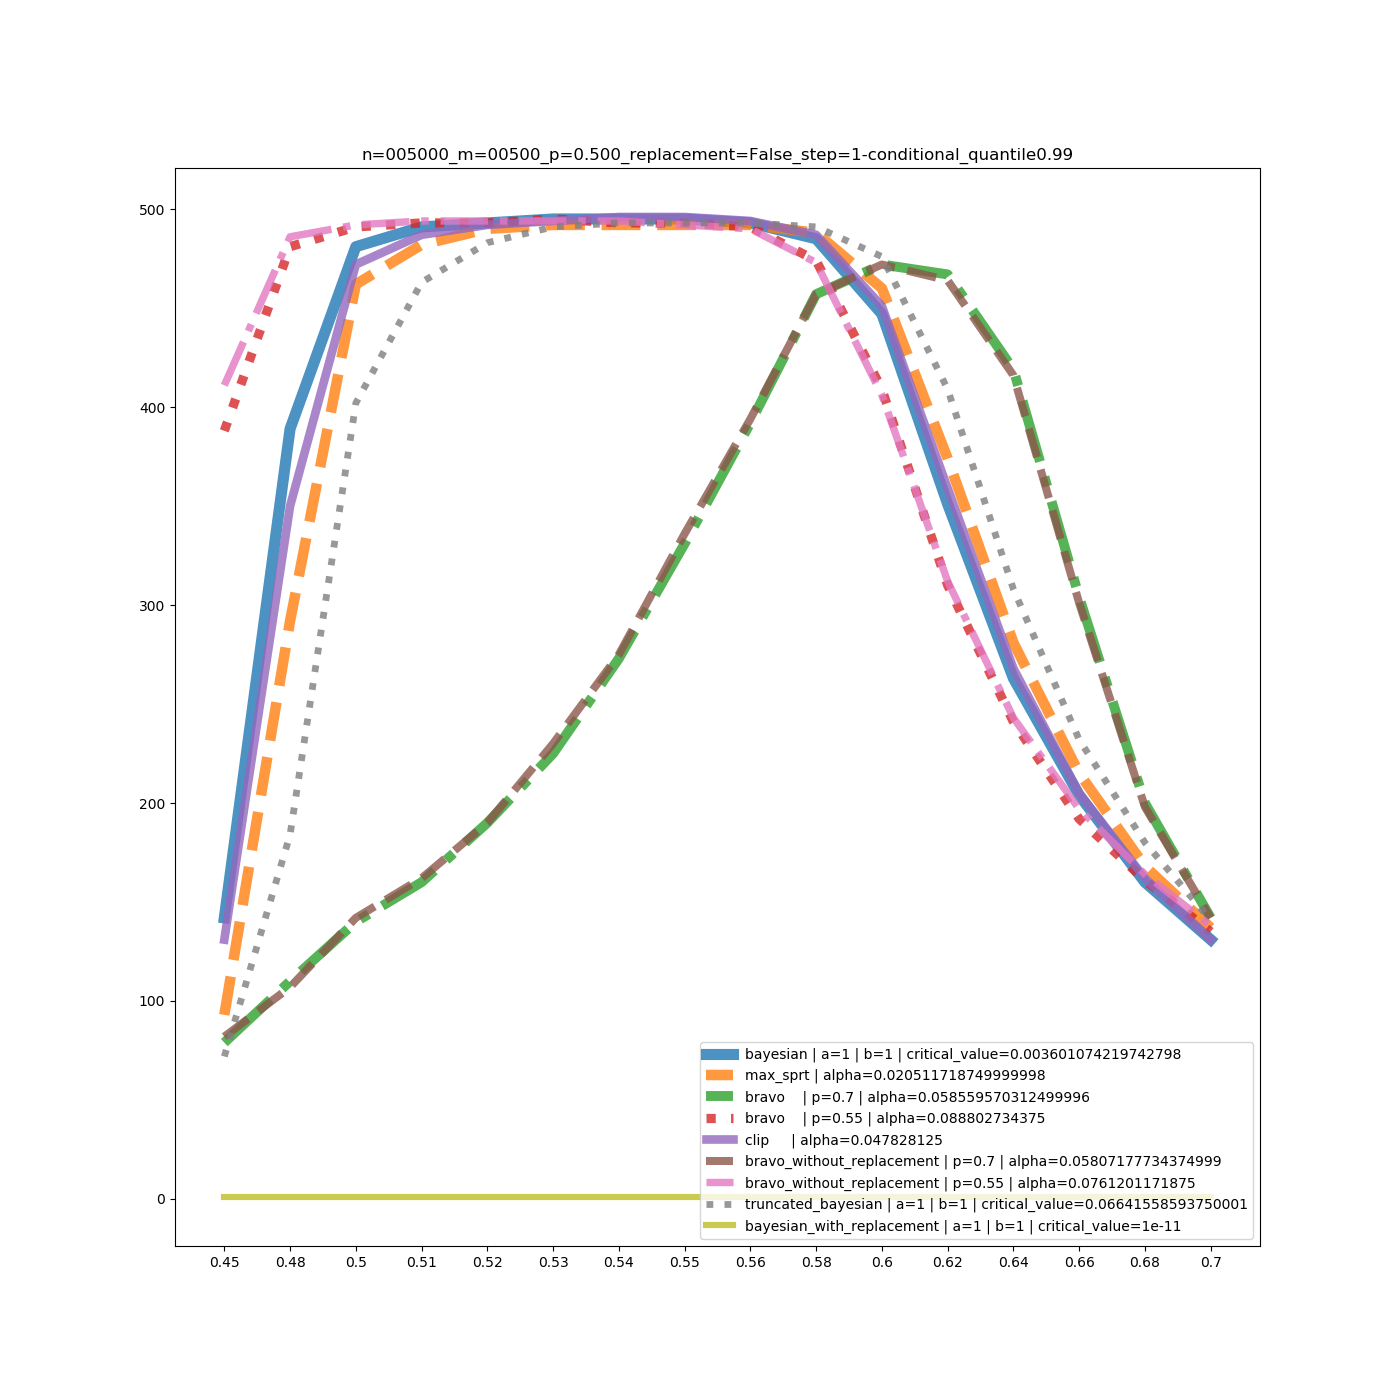 n=005000_m=00500_p=0.500_replacement=False_step=1-conditional_quantile0.99
500
400
300
200
100
0
bayesian | a=1 | b=1 | critical_value=0.003601074219742798
max_sprt | alpha=0.020511718749999998
bravo    | p=0.7 | alpha=0.058559570312499996
bravo    | p=0.55 | alpha=0.088802734375
clip     | alpha=0.047828125
bravo_without_replacement | p=0.7 | alpha=0.05807177734374999
bravo_without_replacement | p=0.55 | alpha=0.0761201171875
truncated_bayesian | a=1 | b=1 | critical_value=0.06641558593750001
bayesian_with_replacement | a=1 | b=1 | critical_value=1e-11
0.45 0.48 0.5 0.51 0.52 0.53 0.54 0.55 0.56 0.58 0.6 0.62 0.64 0.66 0.68 0.7